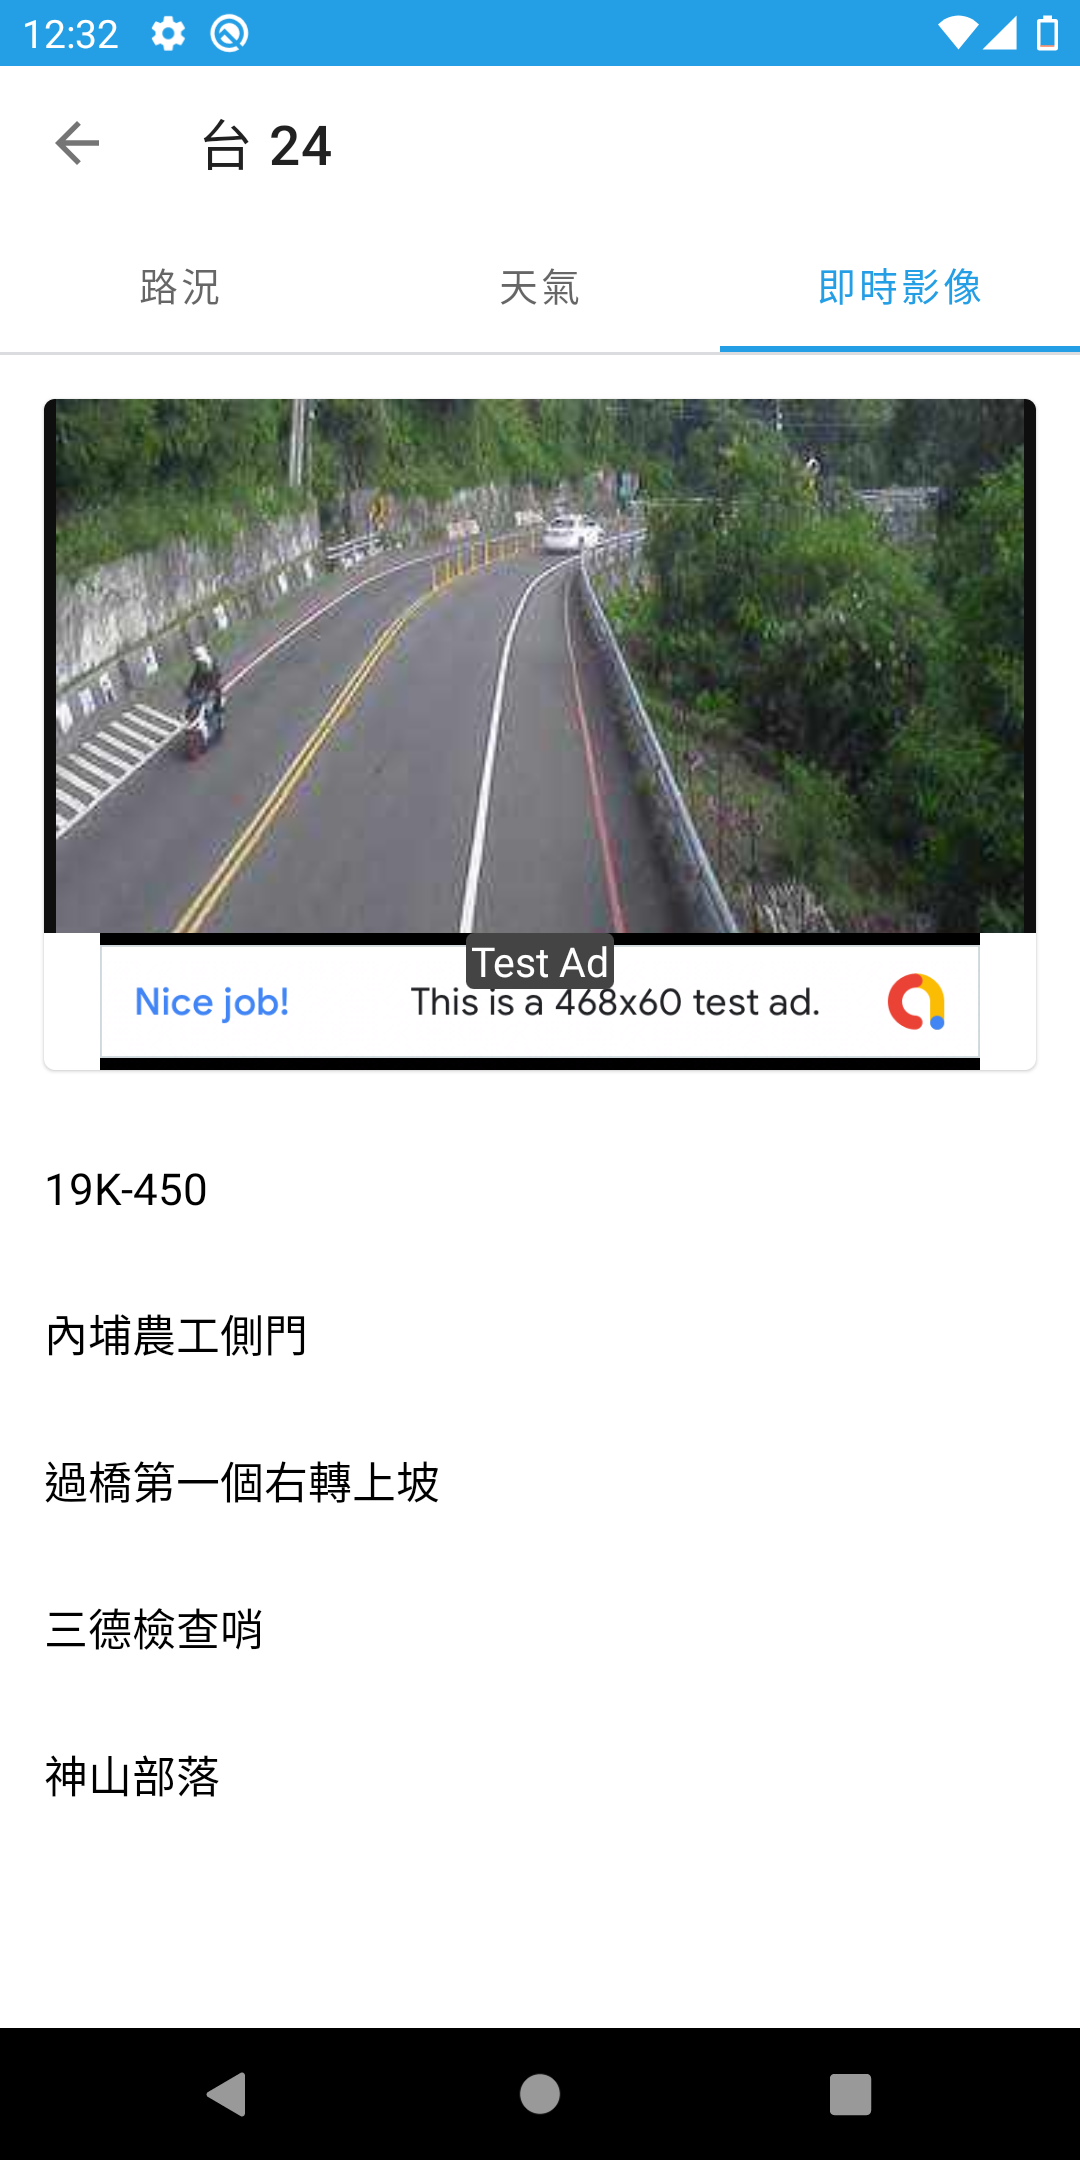 12:32
台 24
路況
天氣
即時影像
Test Ad
Nice job!
This is a 468x60 test ad.
19K-450
內埔農工側門
過橋第一個右轉上坡
三德檢查哨
神山部落